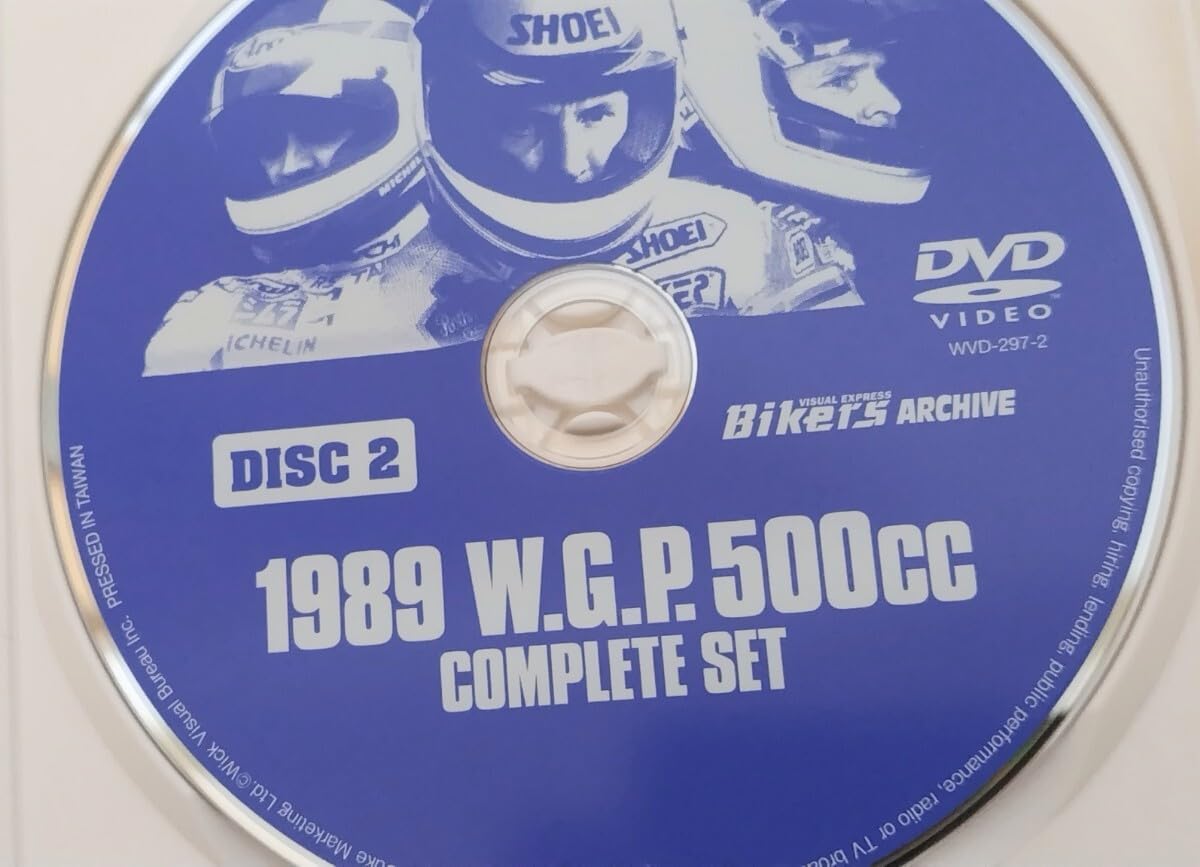 SHOEI
SHOEI
ICHELIN
DVD
VIDEO
WVD-297-2
VISUAL EXPRESS
Bikers ARCHIVE
DISC 2
1989 W.G.P. 500cc
COMPLETE SET
uke Marketing Ltd. ©Wick Visual Bureau Inc. PRESSED IN TAIWAN
Unauthorised copying, hiring, lending, public performance, radio or TV broa